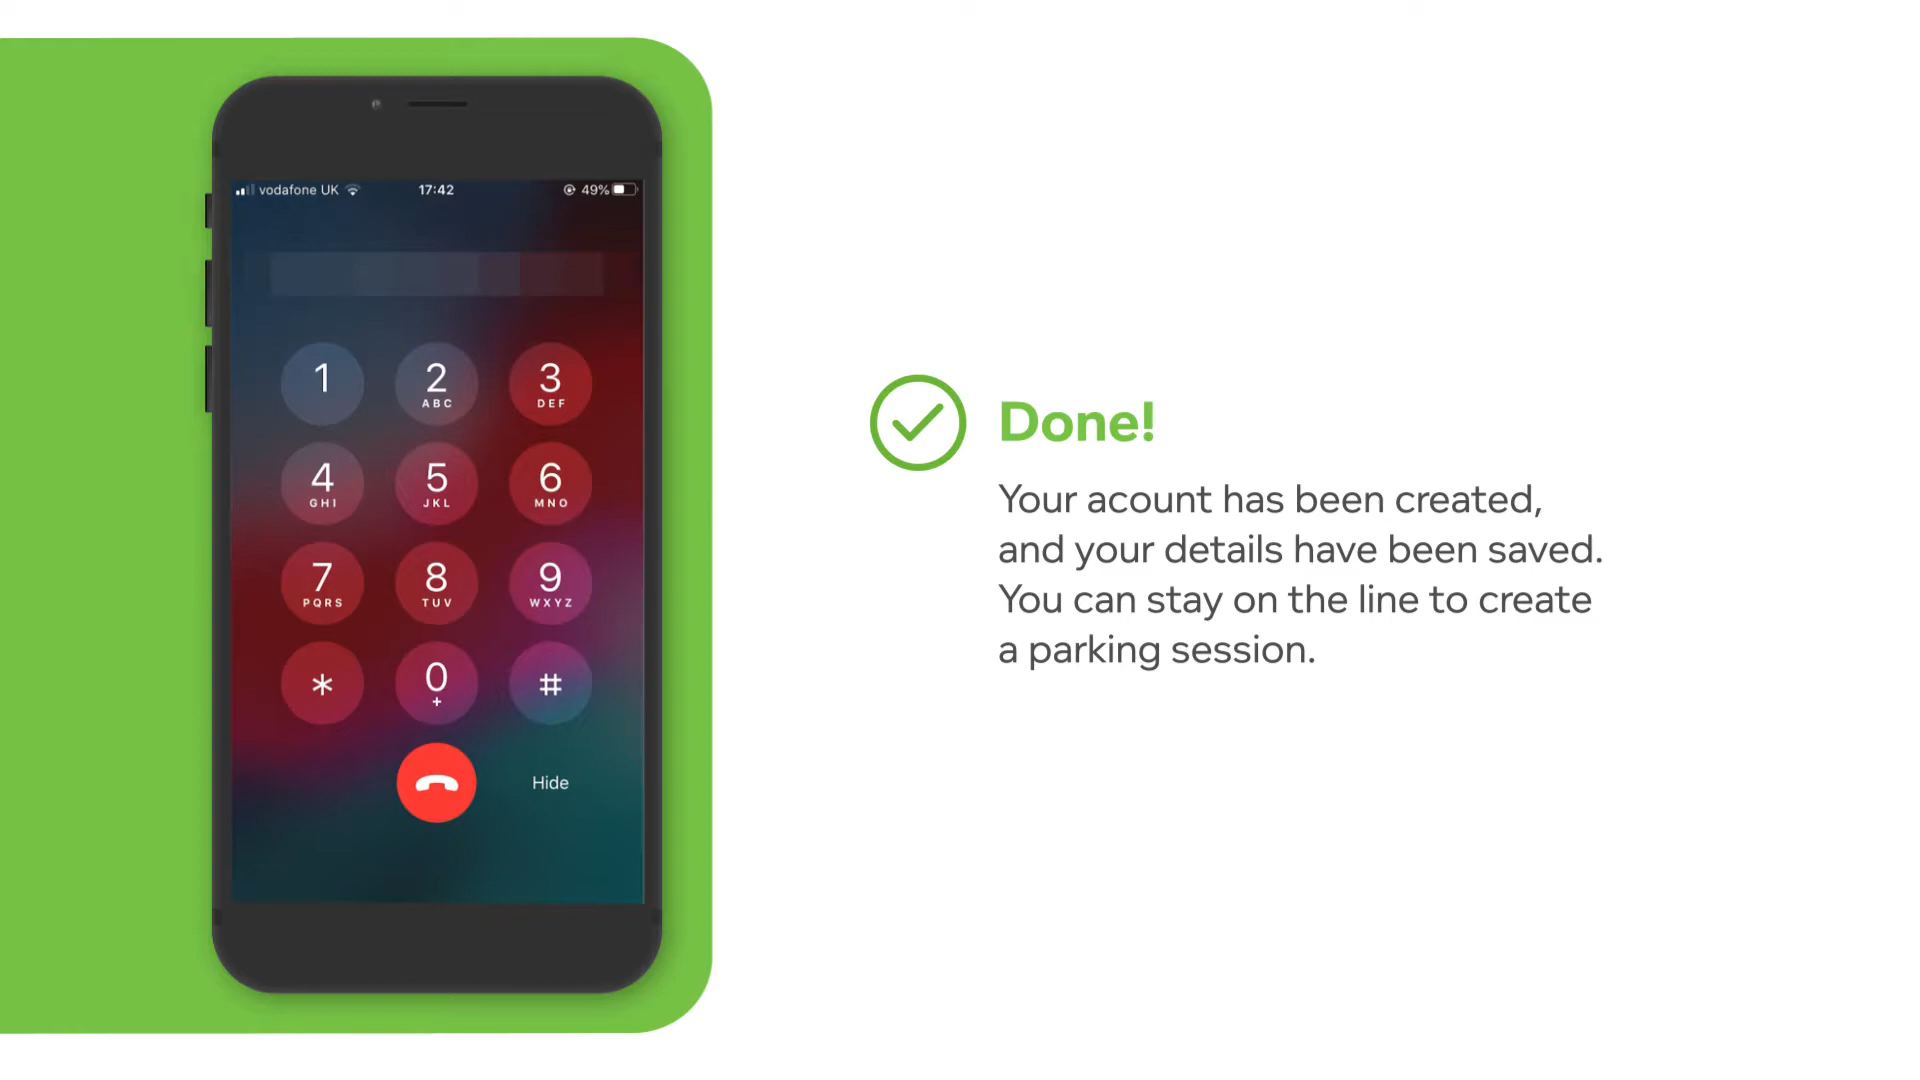 vodafone UK 17:42 49%
1 2 3
ABC DEF
4 5 6
GHI JKL MNO
7 8 9
PQRS TUV WXYZ
* 0 #
+
Hide
Done!
Your acount has been created,
and your details have been saved.
You can stay on the line to create
a parking session.